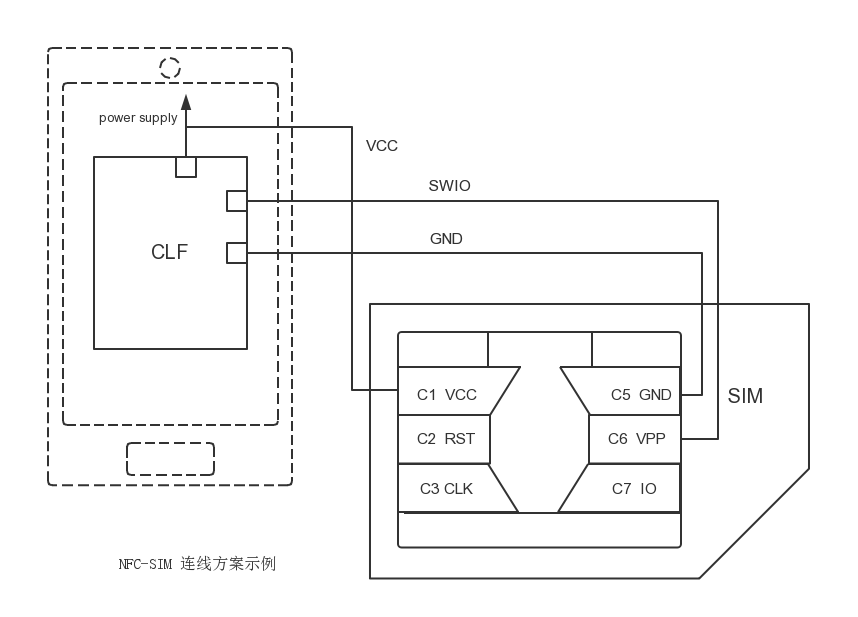 power supply
VCC
SWIO
GND
CLF
C1 VCC
C5 GND
SIM
C2 RST
C6 VPP
C3 CLK
C7 IO
NFC-SIM 连线方案示例